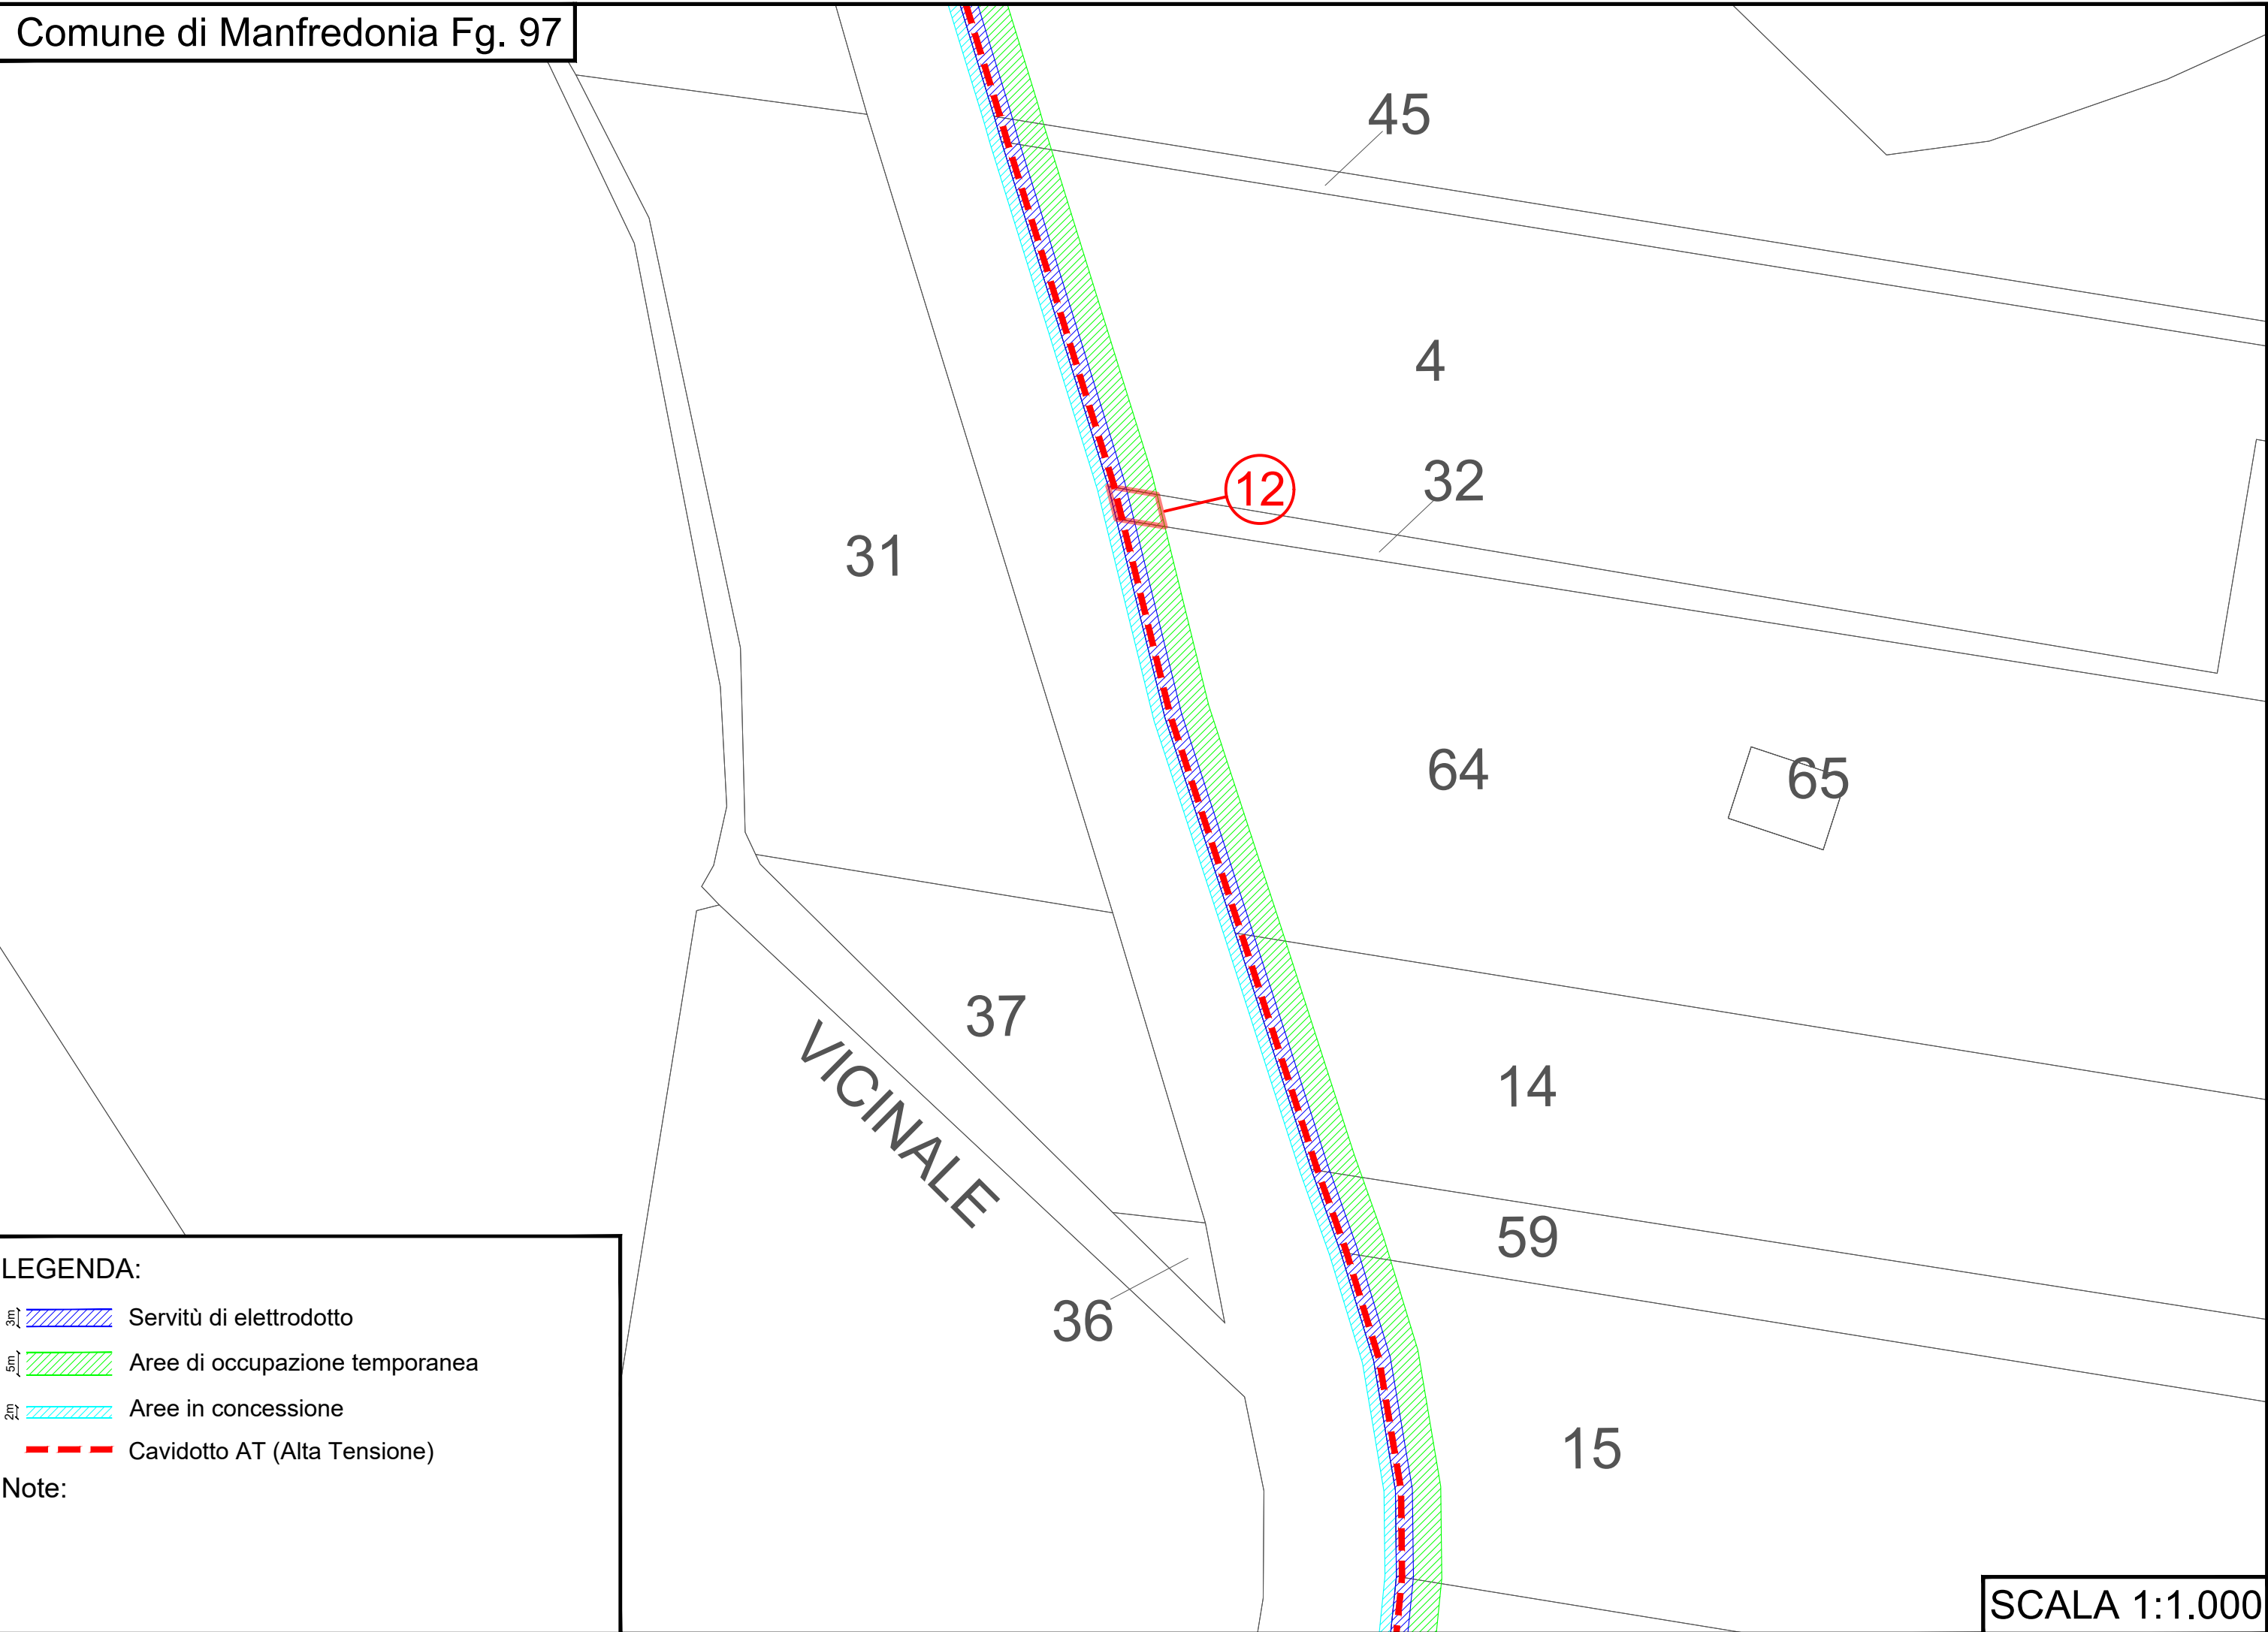 Comune di Manfredonia Fg. 97
45
4
12
32
31
64
65
37
VICINALE
14
59
36
15
LEGENDA:
3m Servitù di elettrodotto
5m Aree di occupazione temporanea
2m Aree in concessione
Cavidotto AT (Alta Tensione)
Note:
SCALA 1:1.000